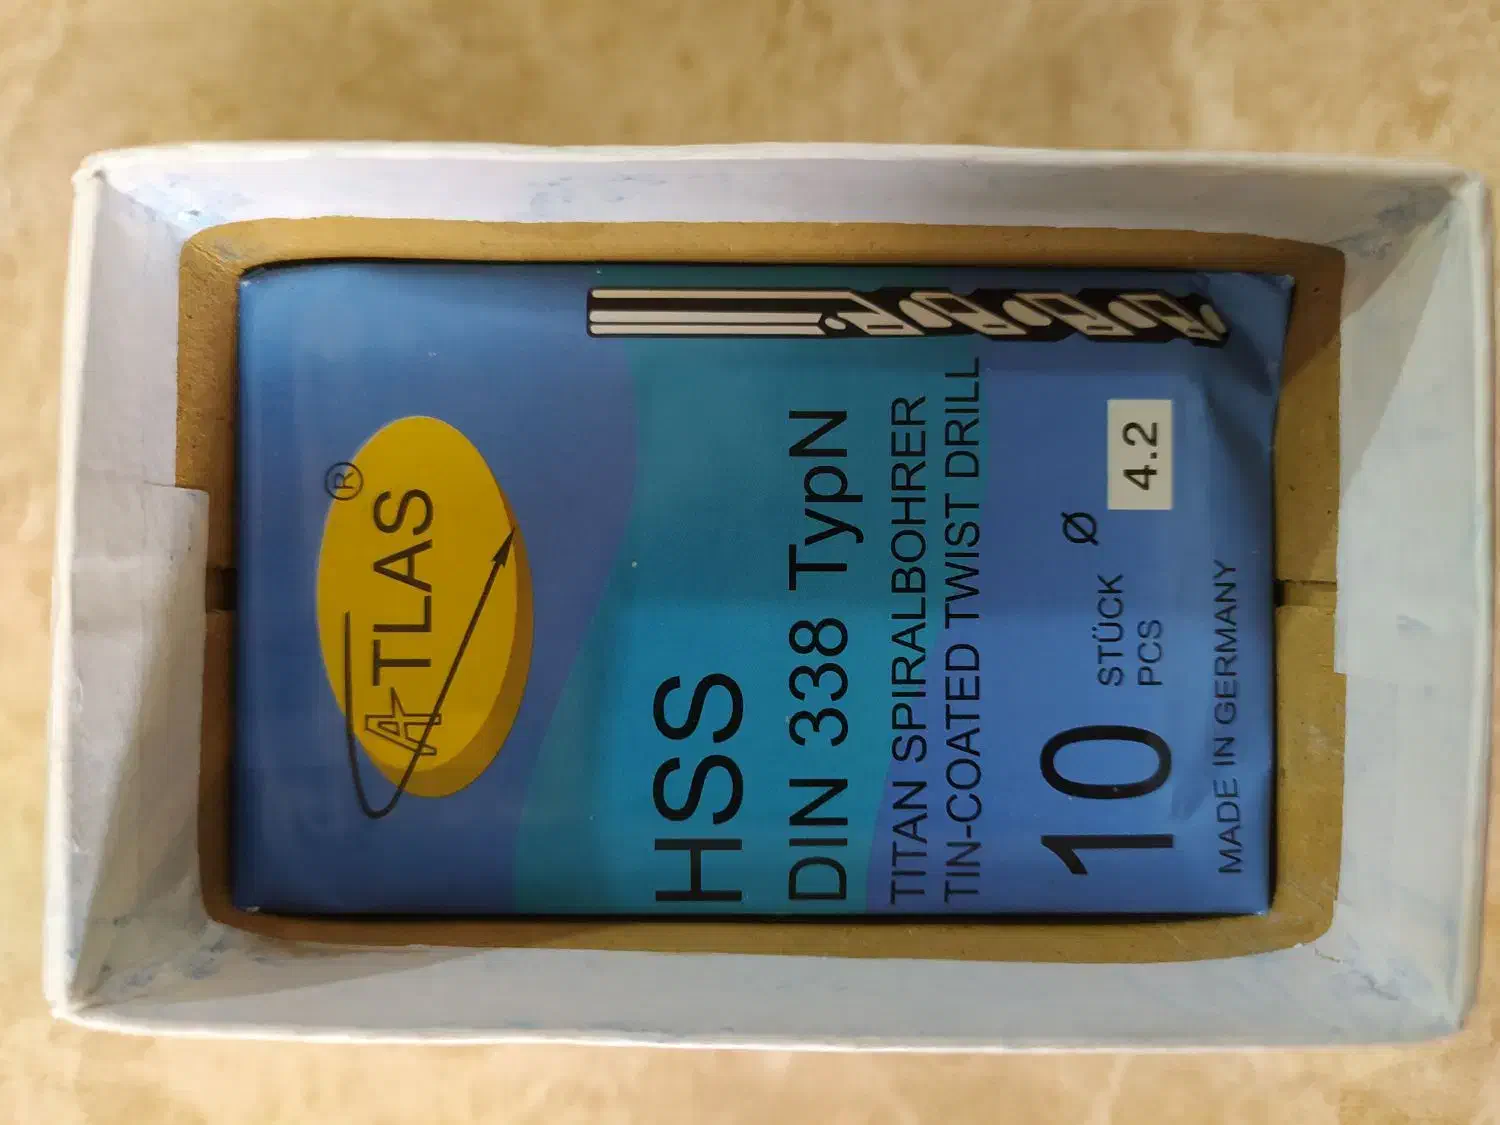 ATLAS ®
HSS
DIN 338 TypN
TITAN SPIRALBOHRER
TIN-COATED TWIST DRILL
10 STÜCK PCS Ø 4.2
MADE IN GERMANY